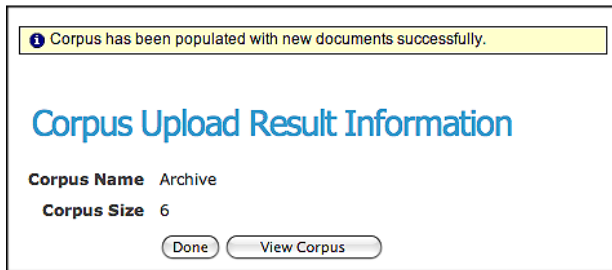 Corpus has been populated with new documents successfully.
Corpus Upload Result Information
Corpus Name Archive
Corpus Size 6
Done View Corpus